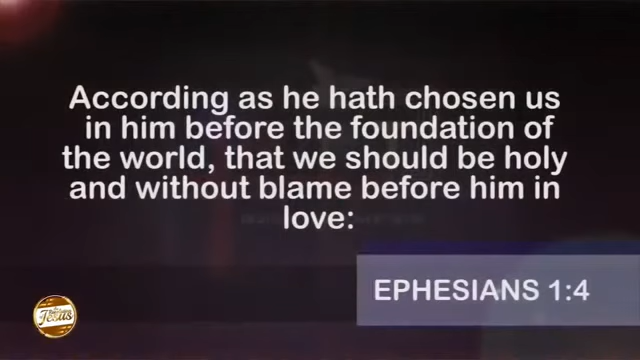 According as he hath chosen us
in him before the foundation of
the world, that we should be holy
and without blame before him in
love:
EPHESIANS 1:4
Jesus